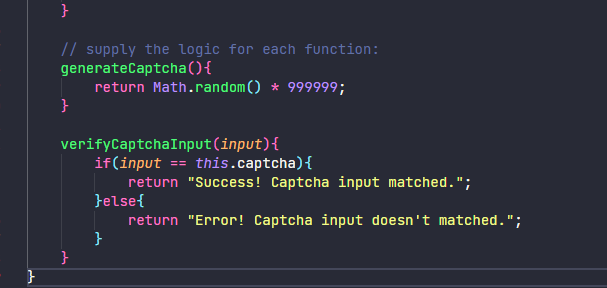 }
// supply the logic for each function:
generateCaptcha(){
return Math.random() * 999999;
}
verifyCaptchaInput(input){
if(input == this.captcha){
return "Success! Captcha input matched.";
}else{
return "Error! Captcha input doesn't matched.";
}
}
}